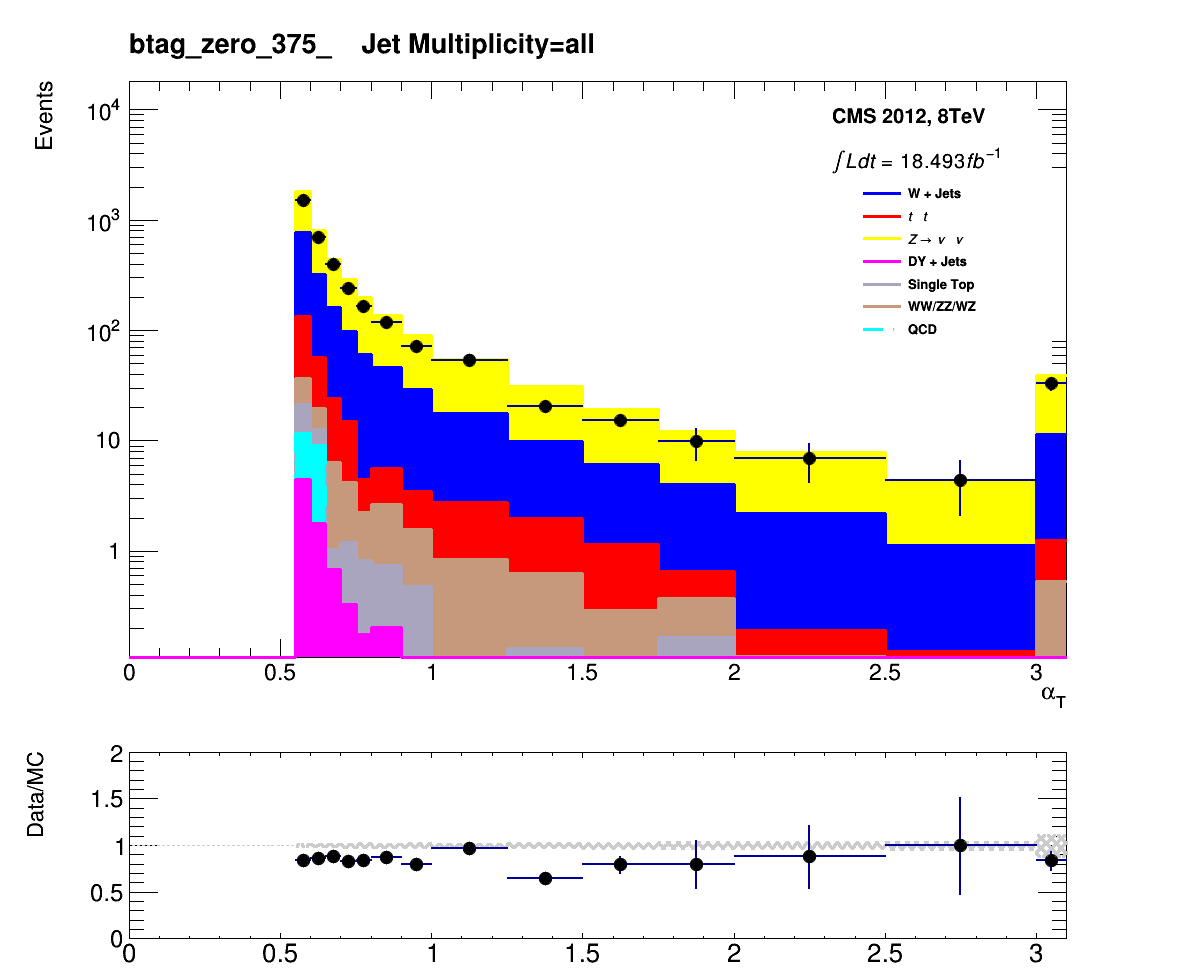 btag_zero_375_ Jet Multiplicity=all
Events
10^4
10^3
10^2
10
1
CMS 2012, 8TeV
∫Ldt = 18.493fb^−1
W + Jets
t t
Z→ ν ν
DY + Jets
Single Top
WW/ZZ/WZ
QCD
0 0.5 1 1.5 2 2.5 3
α_T
Data/MC
2
1.5
1
0.5
0
0 0.5 1 1.5 2 2.5 3